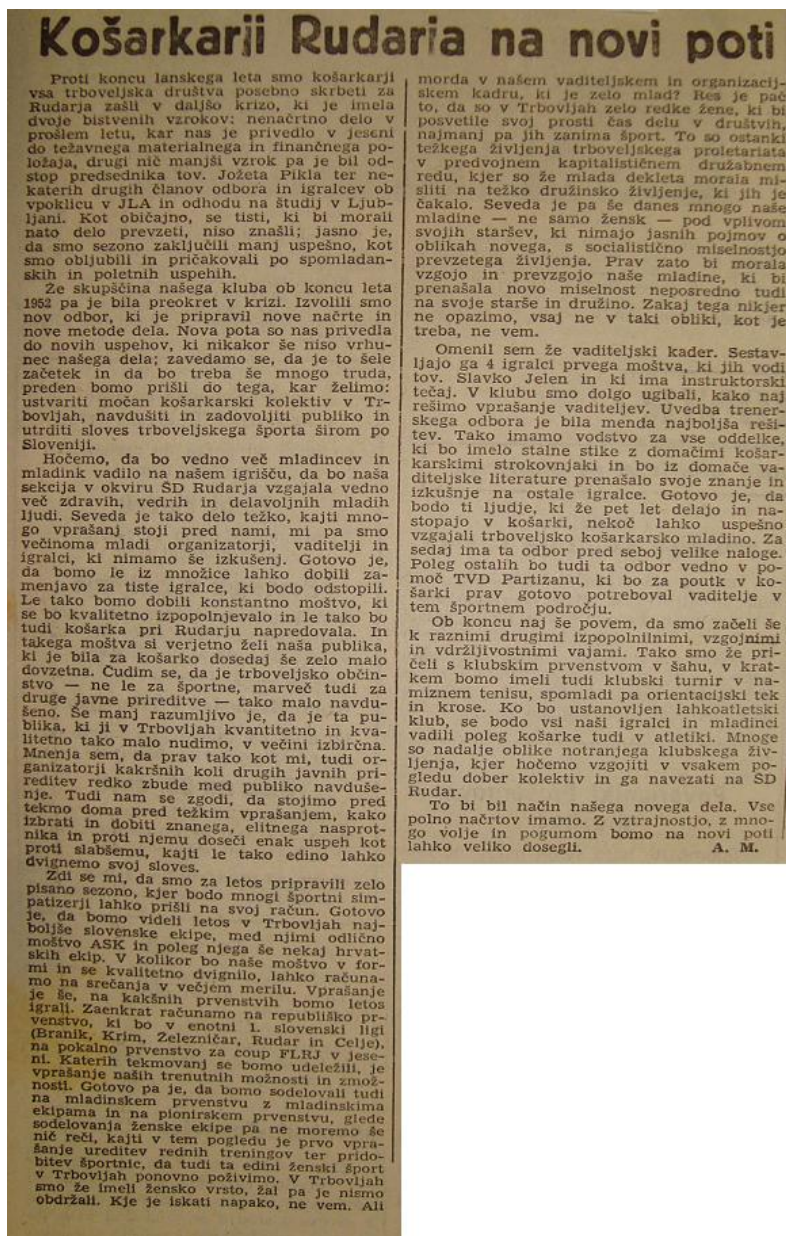 Košarkarji Rudarja na novi poti
Proti koncu lanskega leta smo košarkarji
vsa trboveljska društva posebno skrbeti za
Rudarja zašli v daljšo krizo, ki je imela
dvoje bistvenih vzrokov: nenačrtno delo v
prošlem letu, kar nas je privedlo v jeseni
do težavnega materialnega in finančnega po-
ložaja, drugi nič manjši vzrok pa je bil od-
stop predsednika tov. Jožeta Pikla ter ne-
katerih drugih članov odbora in igralcev ob
vpoklicu v JLA in odhodu na študij v Ljub-
ljani. Kot običajno, se tisti, ki bi morali
nato delo prevzeti, niso znašli; jasno je,
da smo sezono zaključili manj uspešno, kot
smo obljubili in pričakovali po spomladan-
skih in poletnih uspehih.
Že skupščina našega kluba ob koncu leta
1952 pa je bila preokret v krizi. Izvolili smo
nov odbor, ki je pripravil nove načrte in
nove metode dela. Nova pota so nas privedla
do novih uspehov, ki nikakor še niso vrhu-
nec našega dela; zavedamo se, da je to šele
začetek in da bo treba še mnogo truda,
preden bomo prišli do tega, kar želimo:
ustvariti močan košarkarski kolektiv v Tr-
bovljah, navdušiti in zadovoljiti publiko in
utrditi sloves trboveljskega športa širom po
Sloveniji.
Hočemo, da bo vedno več mladincev in
mladink vadilo na našem igrišču, da bo naša
sekcija v okviru SD Rudarja vzgajala vedno
več zdravih, vedrih in delavoljnih mladih
ljudi. Seveda je tako delo težko, kajti mno-
go vprašanj stoji pred nami, mi pa smo
večinoma mladi organizatorji, vaditelji in
igralci, ki nimamo še izkušenj. Gotovo je,
da bomo le iz množice lahko dobili za-
menjavo za tiste igralce, ki bodo odstopili.
Le tako bomo dobili konstantno moštvo, ki
se bo kvalitetno izpopolnjevalo in le tako bo
tudi košarka pri Rudarju napredovala. In
takega moštva si verjetno želi naša publika,
ki je bila za košarko dosedaj še zelo malo
dovzetna. Čudim se, da je trboveljsko občin-
stvo — ne le za športne, marveč tudi za
druge javne prireditve — tako malo navdu-
šeno. Še manj razumljivo je, da je ta pu-
blika, ki ji v Trbovljah kvantitetno in kva-
litetno tako malo nudimo, v večini izbirčna.
Mnenja sem, da prav tako kot mi, tudi or-
ganizatorji kakršnih koli drugih javnih pri-
reditev redko zbude med publiko navduše-
nje. Tudi nam se zgodi, da stojimo pred
tekmo doma pred težkim vprašanjem, kako
izbrati in dobiti znanega, elitnega nasprot-
nika in proti njemu doseči enak uspeh kot
proti slabšemu, kajti le tako edino lahko
dvignemo svoj sloves.
Zdi se mi, da smo za letos pripravili zelo
pisano sezono, kjer bodo mnogi športni sim-
patizerji lahko prišli na svoj račun. Gotovo
je, da bomo videli letos v Trbovljah naj-
boljše slovenske ekipe, med njimi odlično
moštvo ASK in poleg njega še nekaj hrvat-
skih ekip. V kolikor bo naše moštvo v for-
mi in se kvalitetno dvignilo, lahko računa-
mo na srečanja v večjem merilu. Vprašanje
je še, na kakšnih prvenstvih bomo letos
igrali. Zaenkrat računamo na republiško pr-
venstvo, ki bo v enotni 1. slovenski ligi
(Branik, Krim, Železničar, Rudar in Celje),
na pokalno prvenstvo za coup FLRJ v jese-
ni. Katerih tekmovanj se bomo udeležili, je
vprašanje naših trenutnih možnosti in zmož-
nosti. Gotovo pa je, da bomo sodelovali tudi
na mladinskem prvenstvu z mladinskima
ekipama in na pionirskem prvenstvu, glede
sodelovanja ženske ekipe pa ne moremo še
nič reči, kajti v tem pogledu je prvo vpra-
šanje ureditev rednih treningov ter prido-
bitev športnic, da tudi ta edini ženski šport
v Trbovljah ponovno poživimo. V Trbovljah
smo že imeli žensko vrsto, žal pa je nismo
obdržali. Kje je iskati napako, ne vem. Ali
morda v našem vaditeljskem in organizacij-
skem kadru, ki je zelo mlad? Res je pač
to, da so v Trbovljah zelo redke žene, ki bi
posvetile svoj prosti čas delu v društvih,
najmanj pa jih zanima šport. To so ostanki
težkega življenja trboveljskega proletariata
v predvojnem kapitalističnem družabnem
redu, kjer so že mlada dekleta morala mi-
sliti na težko družinsko življenje, ki jih je
čakalo. Seveda je pa še danes mnogo naše
mladine — ne samo žensk — pod vplivom
svojih staršev, ki nimajo jasnih pojmov o
oblikah novega, s socialistično miselnostjo
prevzetega življenja. Prav zato bi morala
vzgojo in prevzgojo naše mladine, ki bi
prenašala novo miselnost neposredno tudi
na svoje starše in družino. Zakaj tega nikjer
ne opazimo, vsaj ne v taki obliki, kot je
treba, ne vem.
Omenil sem že vaditeljski kader. Sestav-
ljajo ga 4 igralci prvega moštva, ki jih vodi
tov. Slavko Jelen in ki ima instruktorski
tečaj. V klubu smo dolgo ugibali, kako naj
rešimo vprašanje vaditeljev. Uvedba trener-
skega odbora je bila menda najboljša reši-
tev. Tako imamo vodstvo za vse oddelke,
ki bo imelo stalne stike z domačimi košar-
karskimi strokovnjaki in bo iz domače va-
diteljske literature prenašalo svoje znanje in
izkušnje na ostale igralce. Gotovo je, da
bodo ti ljudje, ki že pet let delajo in na-
stopajo v košarki, nekoč lahko uspešno
vzgajali trboveljsko košarkarsko mladino. Za
sedaj ima ta odbor pred seboj velike naloge.
Poleg ostalih bo tudi ta odbor vedno v po-
moč TVD Partizanu, ki bo za poutk v ko-
šarki prav gotovo potreboval vaditelje v
tem športnem področju.
Ob koncu naj še povem, da smo začeli še
k raznimi drugimi izpopolnilnimi, vzgojnimi
in vdržljivostnimi vajami. Tako smo že pri-
čeli s klubskim prvenstvom v šahu, v krat-
kem bomo imeli tudi klubski turnir v na-
miznem tenisu, spomladi pa orientacijski tek
in krose. Ko bo ustanovljen lahkoatletski
klub, se bodo vsi naši igralci in mladinci
vadili poleg košarke tudi v atletiki. Mnoge
so nadalje oblike notranjega klubskega živ-
ljenja, kjer hočemo vzgojiti v vsakem po-
gledu dober kolektiv in ga navezati na SD
Rudar.
To bi bil način našega novega dela. Vse
polno načrtov imamo. Z vztrajnostjo, z mno-
go volje in pogumom bomo na novi poti
lahko veliko dosegli. A. M.